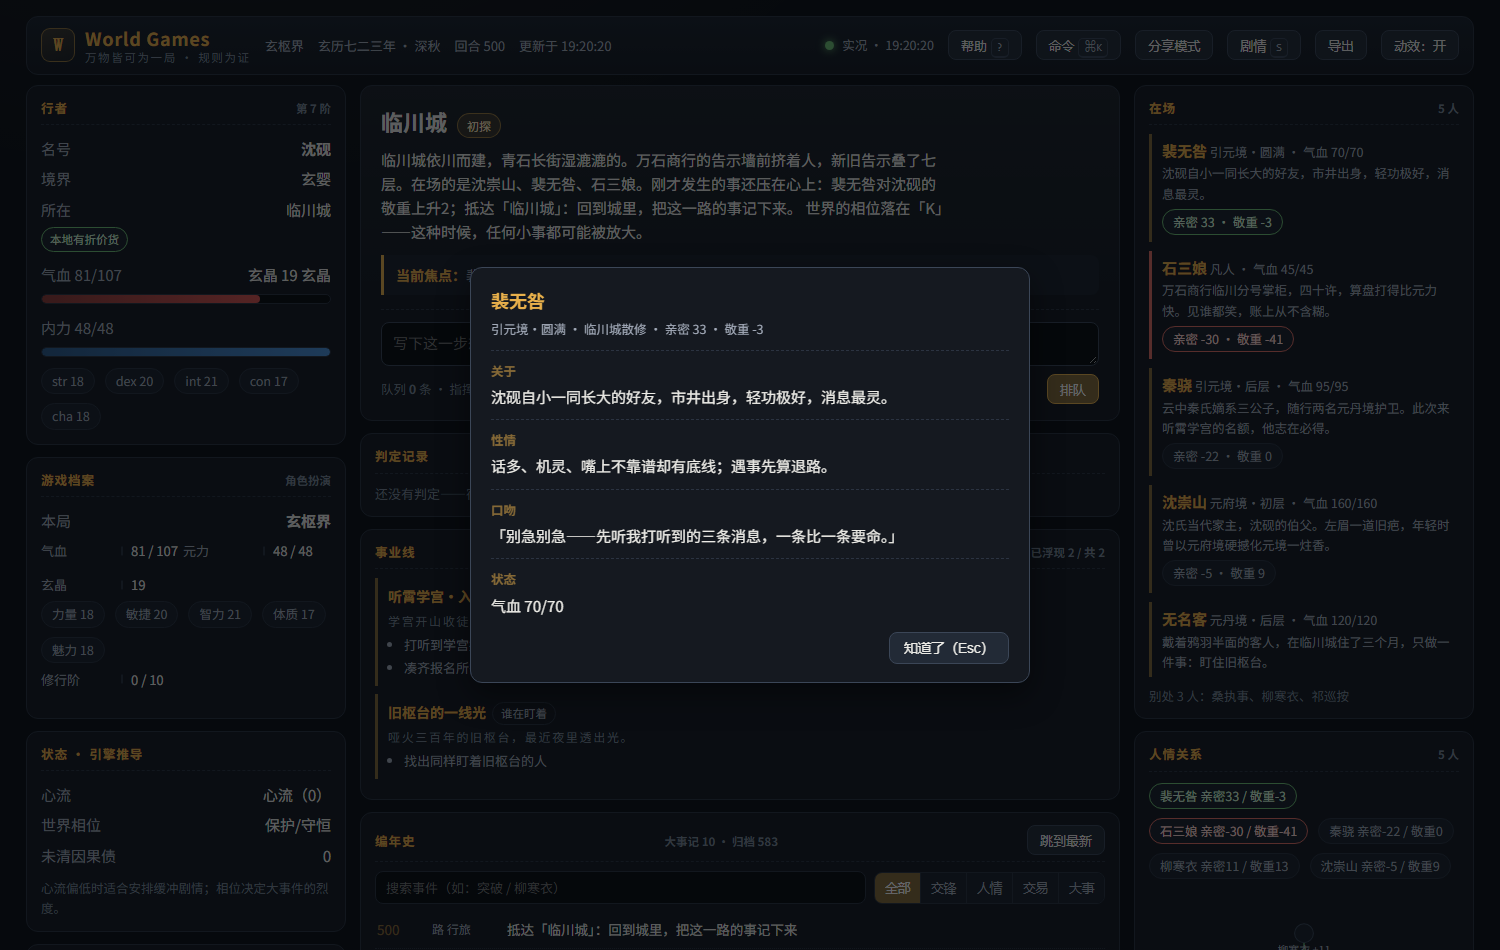 W
World Games
万物皆可为一局 · 规则为证
玄枢界 玄历七二三年 · 深秋 回合 500 更新于 19:20:20
实况 · 19:20:20
帮助 ?
命令 ⌘K
分享模式
剧情 S
导出
动效: 开
行者 第 7 阶
名号 沈砚
境界 玄婴
所在 临川城
本地有折价货
气血 81/107 玄晶 19 玄晶
内力 48/48
str 18 dex 20 int 21 con 17
cha 18
游戏档案 角色扮演
本局 玄枢界
气血 81 / 107 元力 48 / 48
玄晶 19
力量 18 敏捷 20 智力 21 体质 17
魅力 18
修行阶 0 / 10
状态 · 引擎推导
心流 心流（0）
世界相位 保护/守恒
未清因果债 0
心流偏低时适合安排缓冲剧情；相位决定大事件的烈
度。
临川城 初探
临川城依川而建，青石长街湿漉漉的。万石商行的告示墙前挤着人，新旧告示叠了七
层。在场的是沈崇山、裴无咎、石三娘。刚才发生的事还压在心上：裴无咎对沈砚的
敬重上升2；抵达「临川城」：回到城里，把这一路的事记下来。 世界的相位落在「K」
——这种时候，任何小事都可能被放大。
当前焦点：
写下这一步
队列 0 条 · 指
排队
判定记录
还没有判定——
事业线 已浮现 2 / 共 2
听霄学宫 · 入
学宫开山收徒
打听到学宫
凑齐报名所
旧枢台的一线光 谁在盯着
哑火三百年的旧枢台，最近夜里透出光。
找出同样盯着旧枢台的人
编年史 大事记 10 · 归档 583 跳到最新
搜索事件（如：突破 / 柳寒衣） 全部 交锋 人情 交易 大事
500 路 行旅 抵达「临川城」：回到城里，把这一路的事记下来
裴无咎
引元境·圆满 · 临川城散修 · 亲密 33 · 敬重 -3
关于
沈砚自小一同长大的好友，市井出身，轻功极好，消息最灵。
性情
话多、机灵、嘴上不靠谱却有底线；遇事先算退路。
口吻
「别急别急——先听我打听到的三条消息，一条比一条要命。」
状态
气血 70/70
知道了（Esc）
在场 5 人
裴无咎 引元境·圆满 · 气血 70/70
沈砚自小一同长大的好友，市井出身，轻功极好，消
息最灵。
亲密 33 · 敬重 -3
石三娘 凡人 · 气血 45/45
万石商行临川分号掌柜，四十许，算盘打得比元力
快。见谁都笑，账上从不含糊。
亲密 -30 · 敬重 -41
秦骁 引元境·后层 · 气血 95/95
云中秦氏嫡系三公子，随行两名元丹境护卫。此次来
听霄学宫的名额，他志在必得。
亲密 -22 · 敬重 0
沈崇山 元府境·初层 · 气血 160/160
沈氏当代家主，沈砚的伯父。左眉一道旧疤，年轻时
曾以元府境硬撼化元境一炷香。
亲密 -5 · 敬重 9
无名客 元丹境·后层 · 气血 120/120
戴着鸦羽半面的客人，在临川城住了三个月，只做一
件事：盯住旧枢台。
别处 3 人：桑执事、柳寒衣、祁巡按
人情关系 5 人
裴无咎 亲密33 / 敬重-3
石三娘 亲密-30 / 敬重-41 秦骁 亲密-22 / 敬重0
柳寒衣 亲密11 / 敬重13 沈崇山 亲密-5 / 敬重9